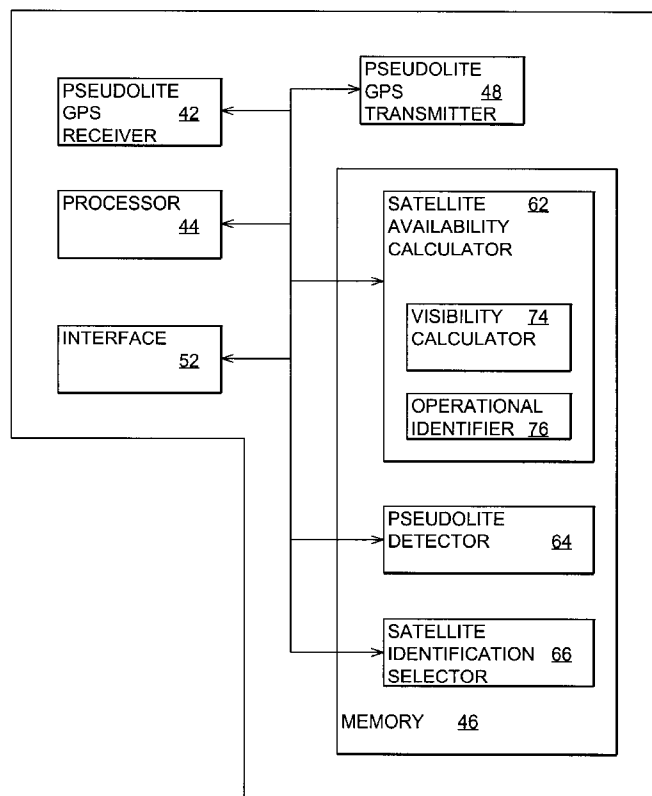 PSEUDOLITE
GPS 42
RECEIVER
PSEUDOLITE
GPS 48
TRANSMITTER
PROCESSOR
44
SATELLITE 62
AVAILABILITY
CALCULATOR
VISIBILITY 74
CALCULATOR
INTERFACE
52
OPERATIONAL
IDENTIFIER 76
PSEUDOLITE
DETECTOR 64
SATELLITE
IDENTIFICATION 66
SELECTOR
MEMORY 46